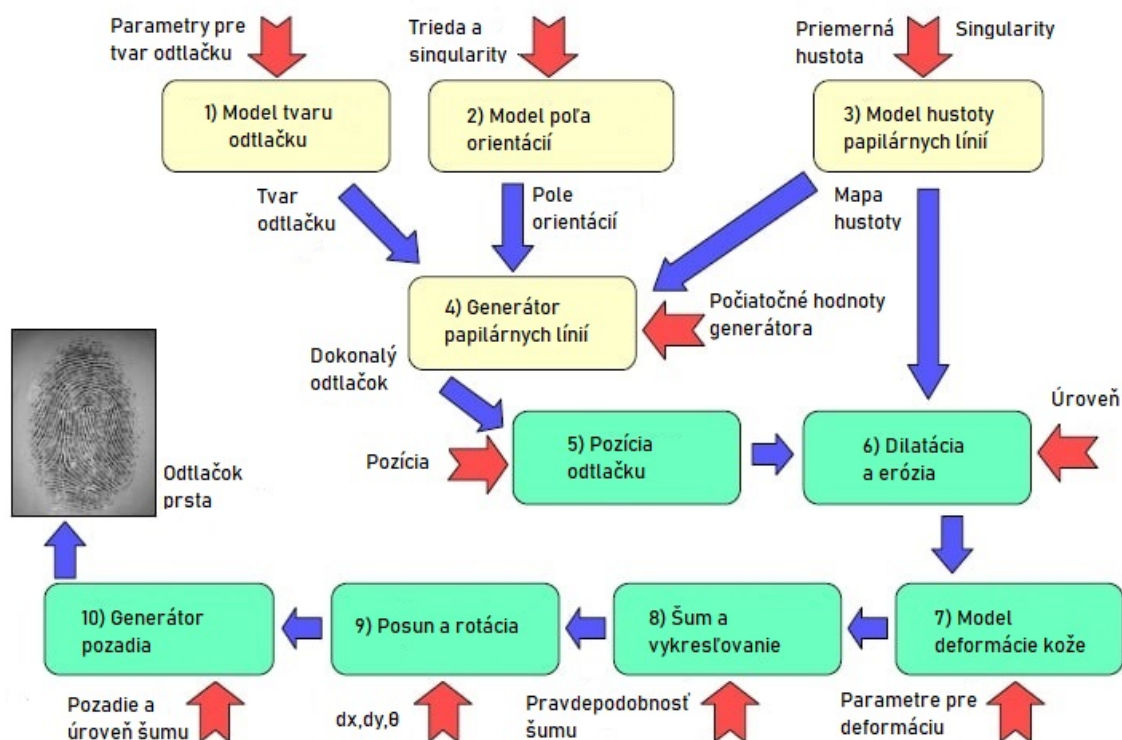 Parametry pre
tvar odtlačku
Trieda a
singularity
Priemerná
hustota
Singularity
1) Model tvaru
odtlačku
2) Model poľa
orientácií
3) Model hustoty
papilárnych línií
Tvar
odtlačku
Pole
orientácií
Mapa
hustoty
4) Generátor
papilárnych línií
Počiatočné hodnoty
generátora
Dokonalý
odtlačok
Pozícia
5) Pozícia
odtlačku
6) Dilatácia
a erózia
Úroveň
Odtlačok
prsta
10) Generátor
pozadia
9) Posun a rotácia
8) Šum a
vykresľovanie
7) Model
deformácie kože
Pozadie a
úroveň šumu
dx,dy,θ
Pravdepodobnosť
šumu
Parametre pre
deformáciu